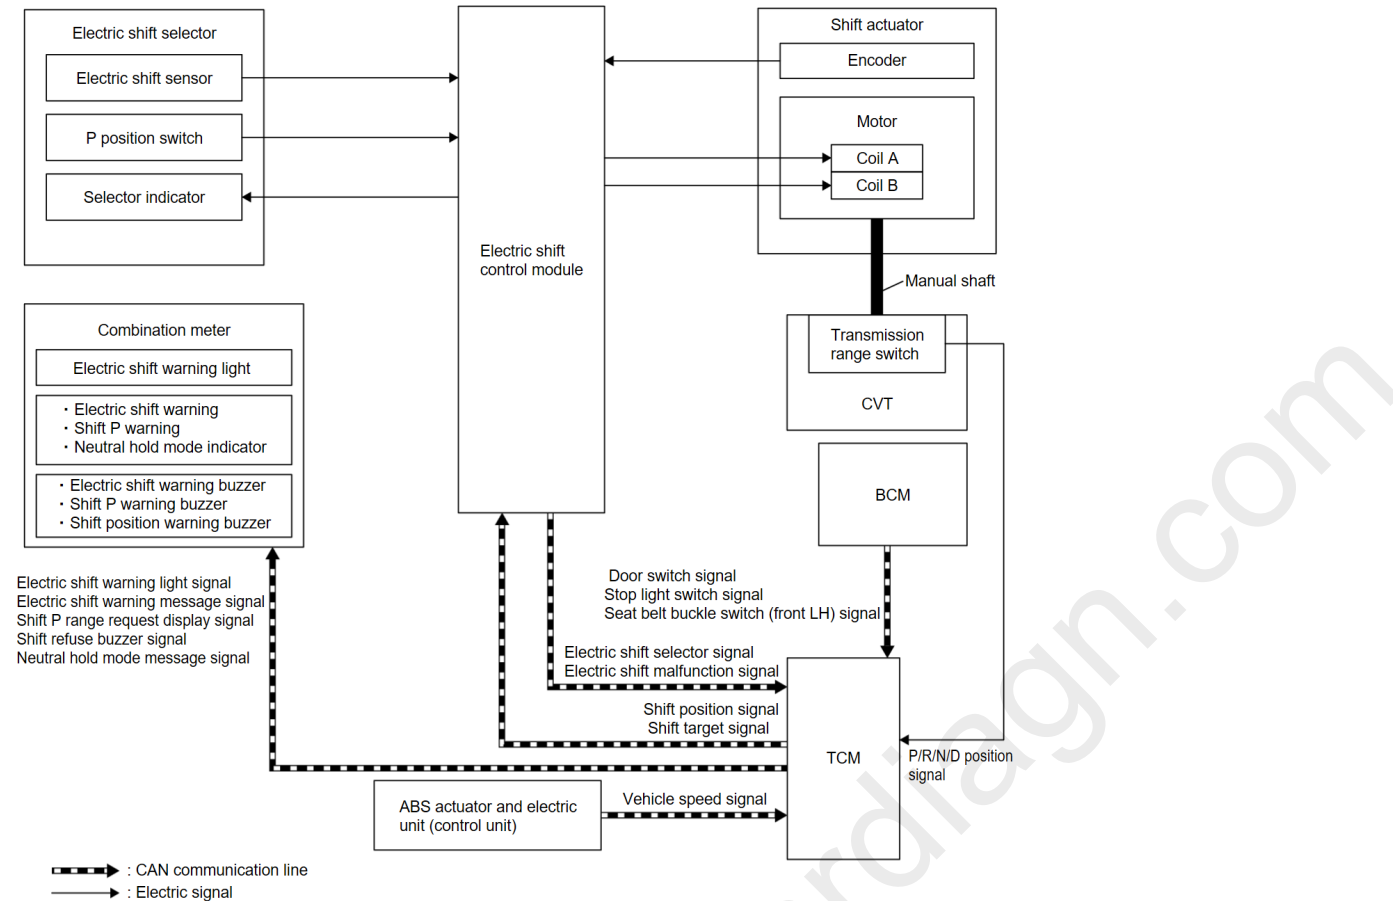 Electric shift selector
Electric shift sensor
P position switch
Selector indicator
Electric shift
control module
Shift actuator
Encoder
Motor
Coil A
Coil B
Manual shaft
Transmission
range switch
CVT
Combination meter
Electric shift warning light
・Electric shift warning
・Shift P warning
・Neutral hold mode indicator
・Electric shift warning buzzer
・Shift P warning buzzer
・Shift position warning buzzer
BCM
Electric shift warning light signal
Electric shift warning message signal
Shift P range request display signal
Shift refuse buzzer signal
Neutral hold mode message signal
Door switch signal
Stop light switch signal
Seat belt buckle switch (front LH) signal
Electric shift selector signal
Electric shift malfunction signal
Shift position signal
Shift target signal
TCM
P/R/N/D position
signal
ABS actuator and electric
unit (control unit)
Vehicle speed signal
: CAN communication line
: Electric signal